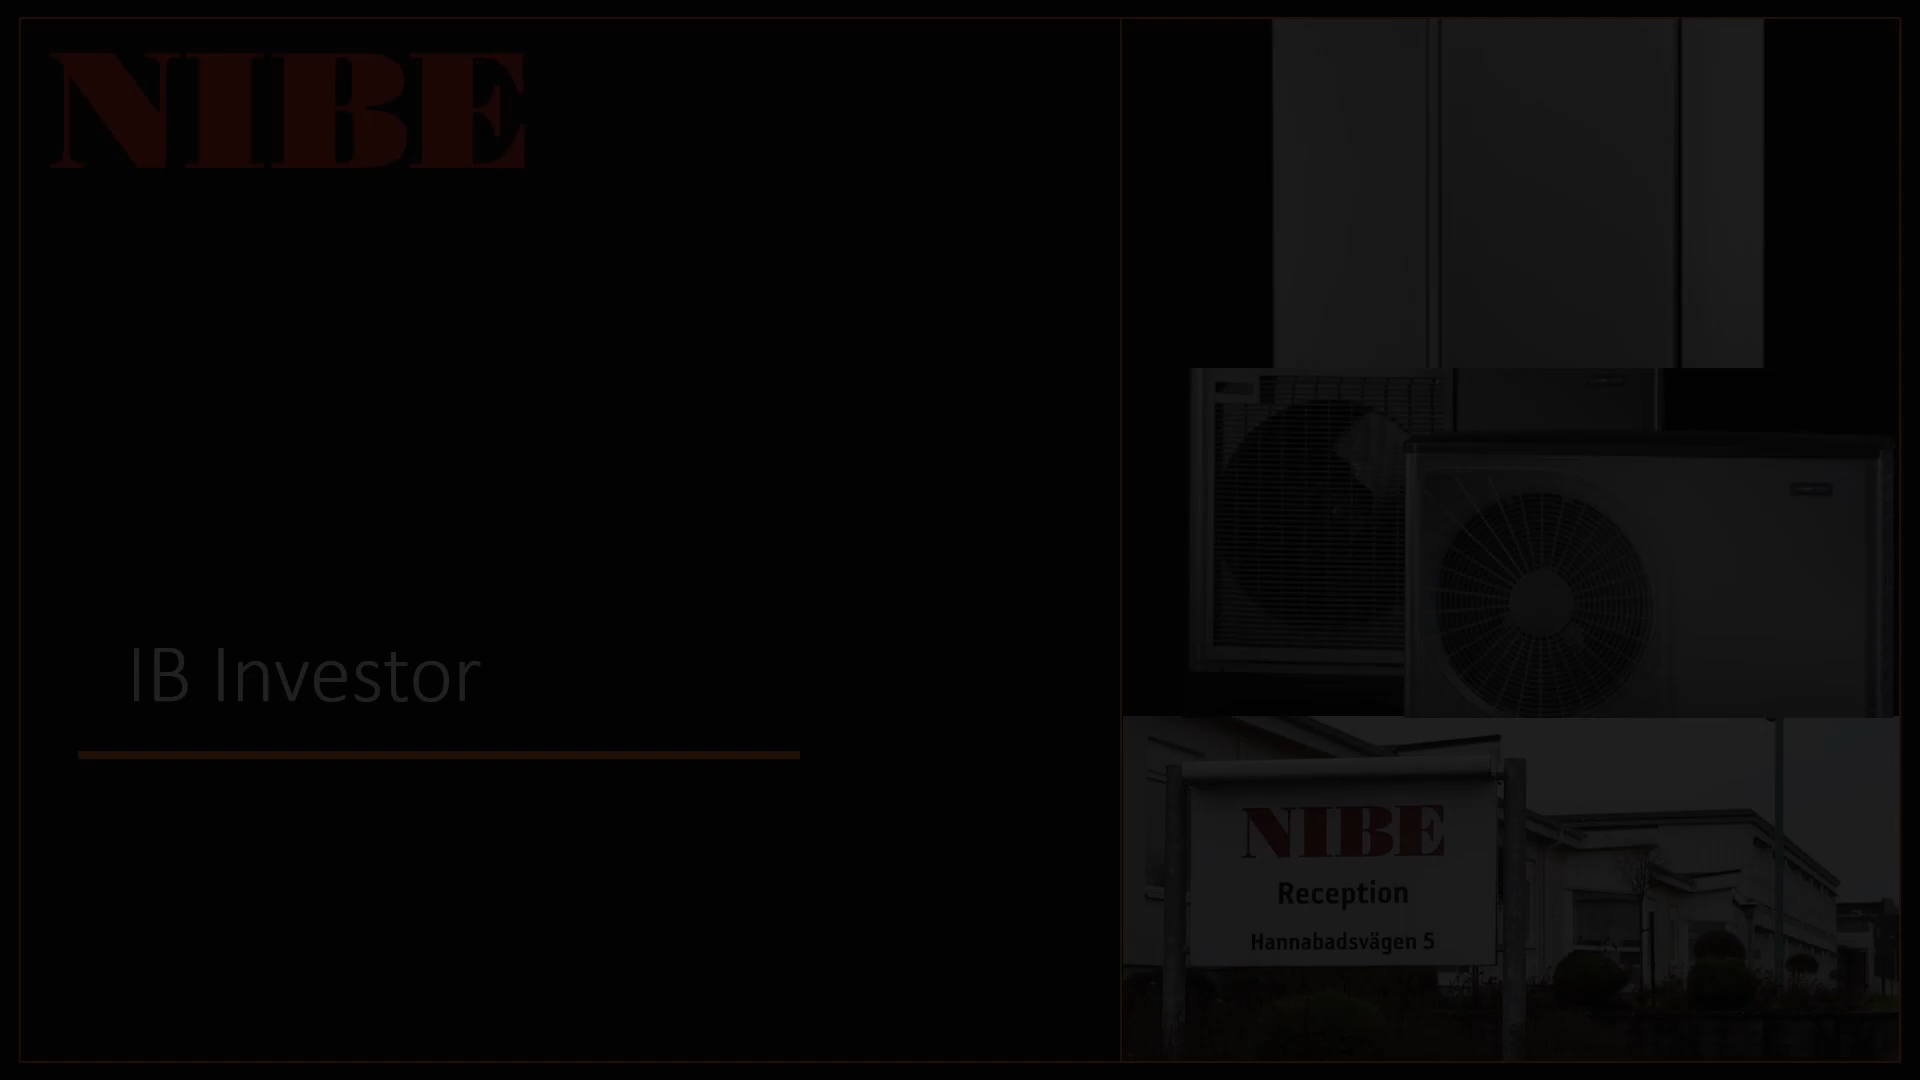 NIBE
IB Investor
NIBE
Reception
Hannabadsvägen 5